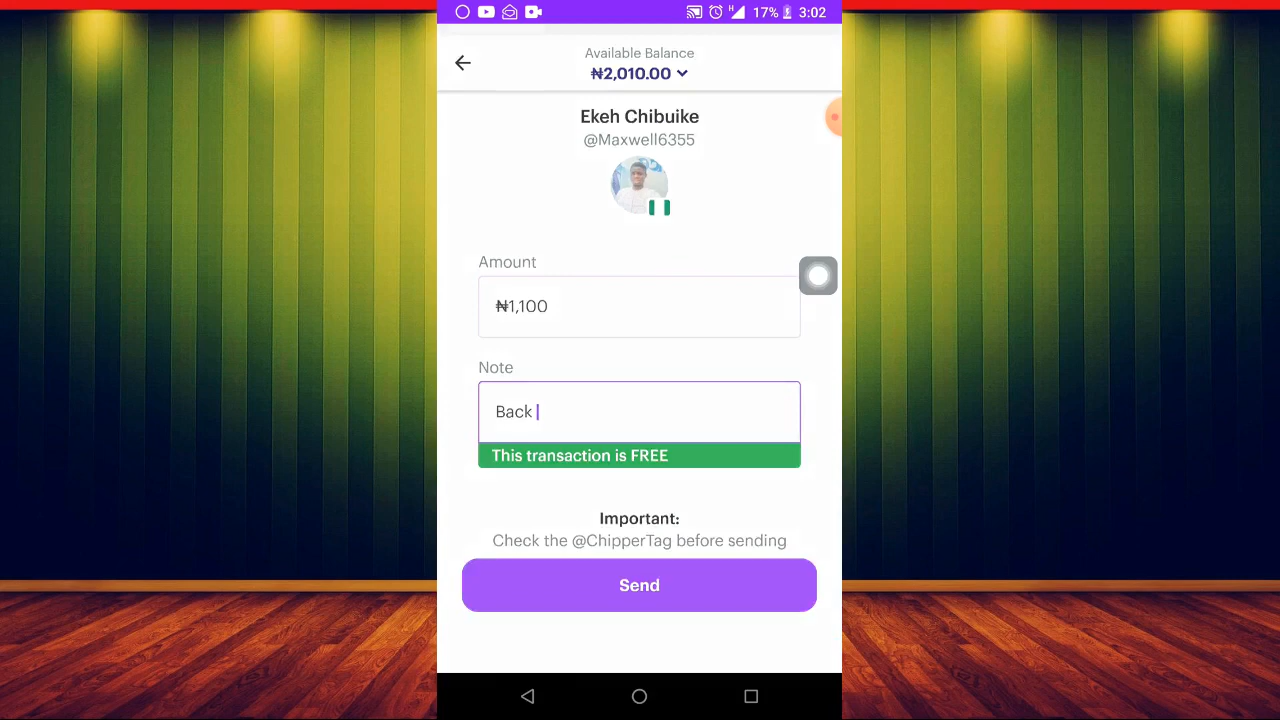 H 17% 3:02
Available Balance
₦2,010.00
Ekeh Chibuike
@Maxwell6355
Amount
₦1,100
Note
Back
This transaction is FREE
Important:
Check the @ChipperTag before sending
Send